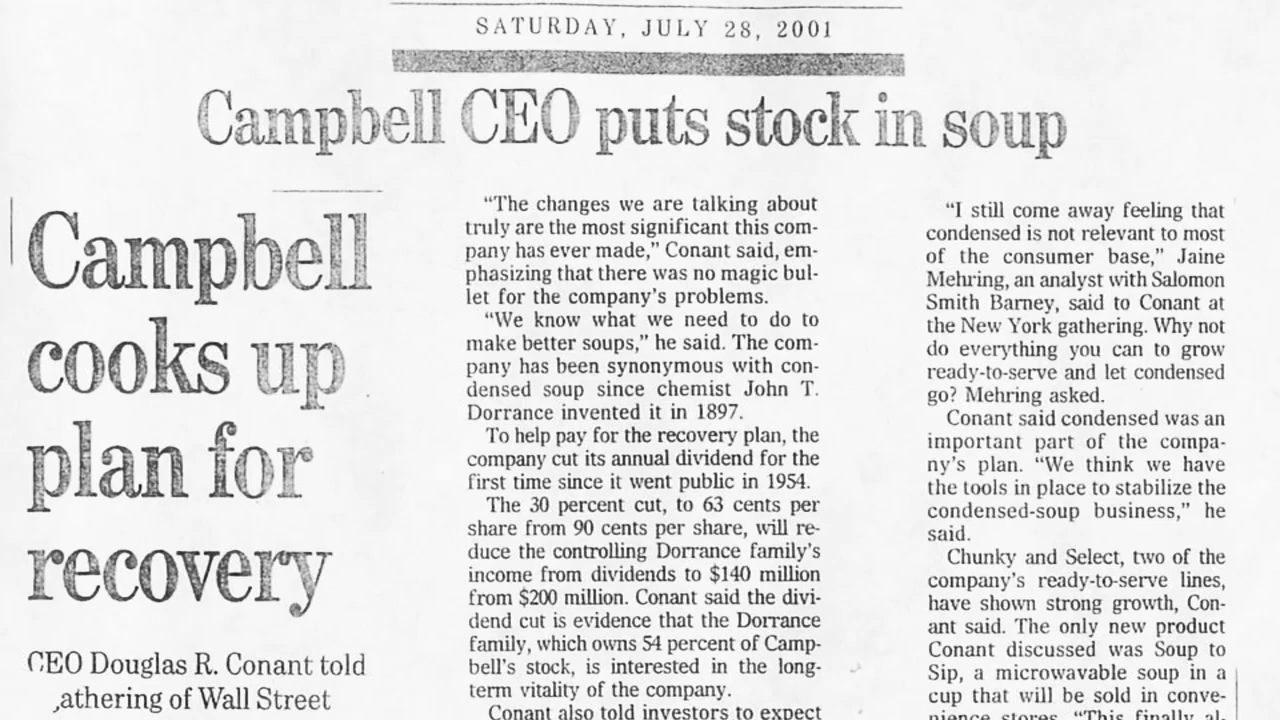 SATURDAY, JULY 28, 2001
Campbell CEO puts stock in soup
Campbell
cooks up
plan for
recovery
CEO Douglas R. Conant told
athering of Wall Street
“The changes we are talking about
truly are the most significant this com-
pany has ever made,” Conant said, em-
phasizing that there was no magic bul-
let for the company’s problems.
“We know what we need to do to
make better soups,” he said. The com-
pany has been synonymous with con-
densed soup since chemist John T.
Dorrance invented it in 1897.
To help pay for the recovery plan, the
company cut its annual dividend for the
first time since it went public in 1954.
The 30 percent cut, to 63 cents per
share from 90 cents per share, will re-
duce the controlling Dorrance family’s
income from dividends to $140 million
from $200 million. Conant said the divi-
dend cut is evidence that the Dorrance
family, which owns 54 percent of Camp-
bell’s stock, is interested in the long-
term vitality of the company.
Conant also told investors to expect
“I still come away feeling that
condensed is not relevant to most
of the consumer base,” Jaine
Mehring, an analyst with Salomon
Smith Barney, said to Conant at
the New York gathering. Why not
do everything you can to grow
ready-to-serve and let condensed
go? Mehring asked.
Conant said condensed was an
important part of the compa-
ny’s plan. “We think we have
the tools in place to stabilize the
condensed-soup business,” he
said.
Chunky and Select, two of the
company’s ready-to-serve lines,
have shown strong growth, Con-
ant said. The only new product
Conant discussed was Soup to
Sip, a microwavable soup in a
cup that will be sold in conve-
nience stores. “This finally al-